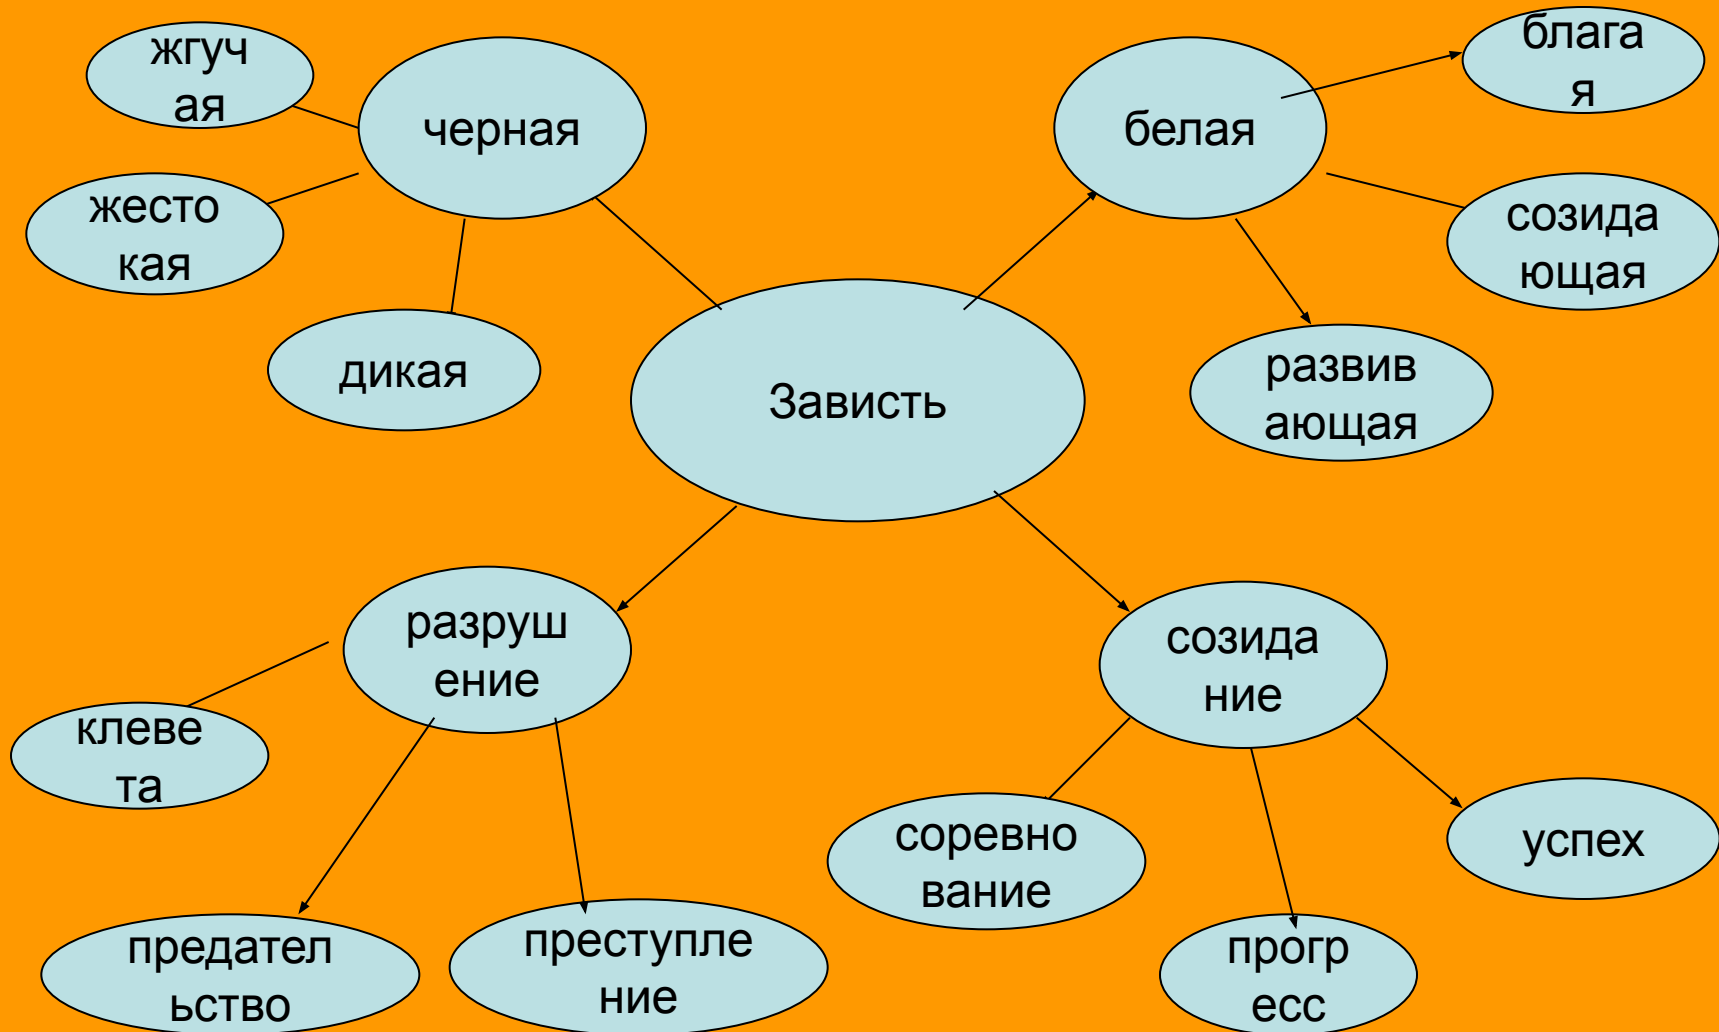 жгуч
ая
черная
жесто
кая
дикая
белая
блага
я
созида
ющая
развив
ающая
Зависть
разруш
ение
клеве
та
предател
ьство
преступле
ние
созида
ние
соревно
вание
прогр
есс
успех